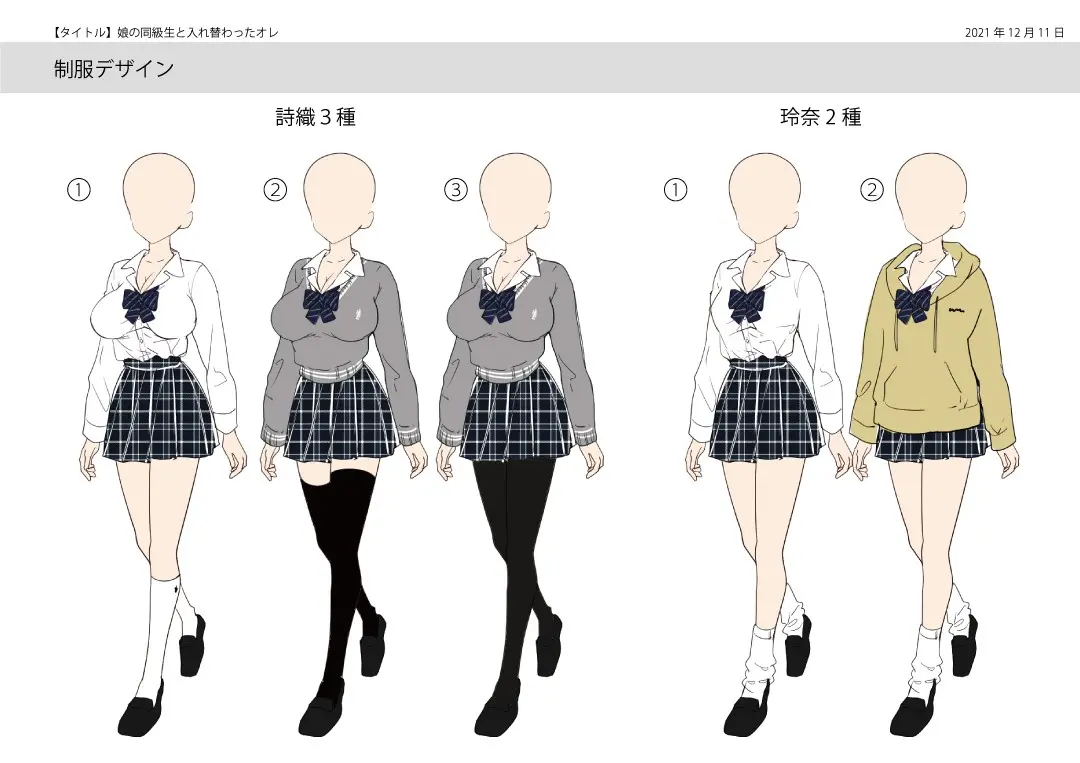 【タイトル】娘の同級生と入れ替わったオレ
2021 年 12 月 11 日
制服デザイン
詩織 3 種
玲奈 2 種
① ② ③ ① ②